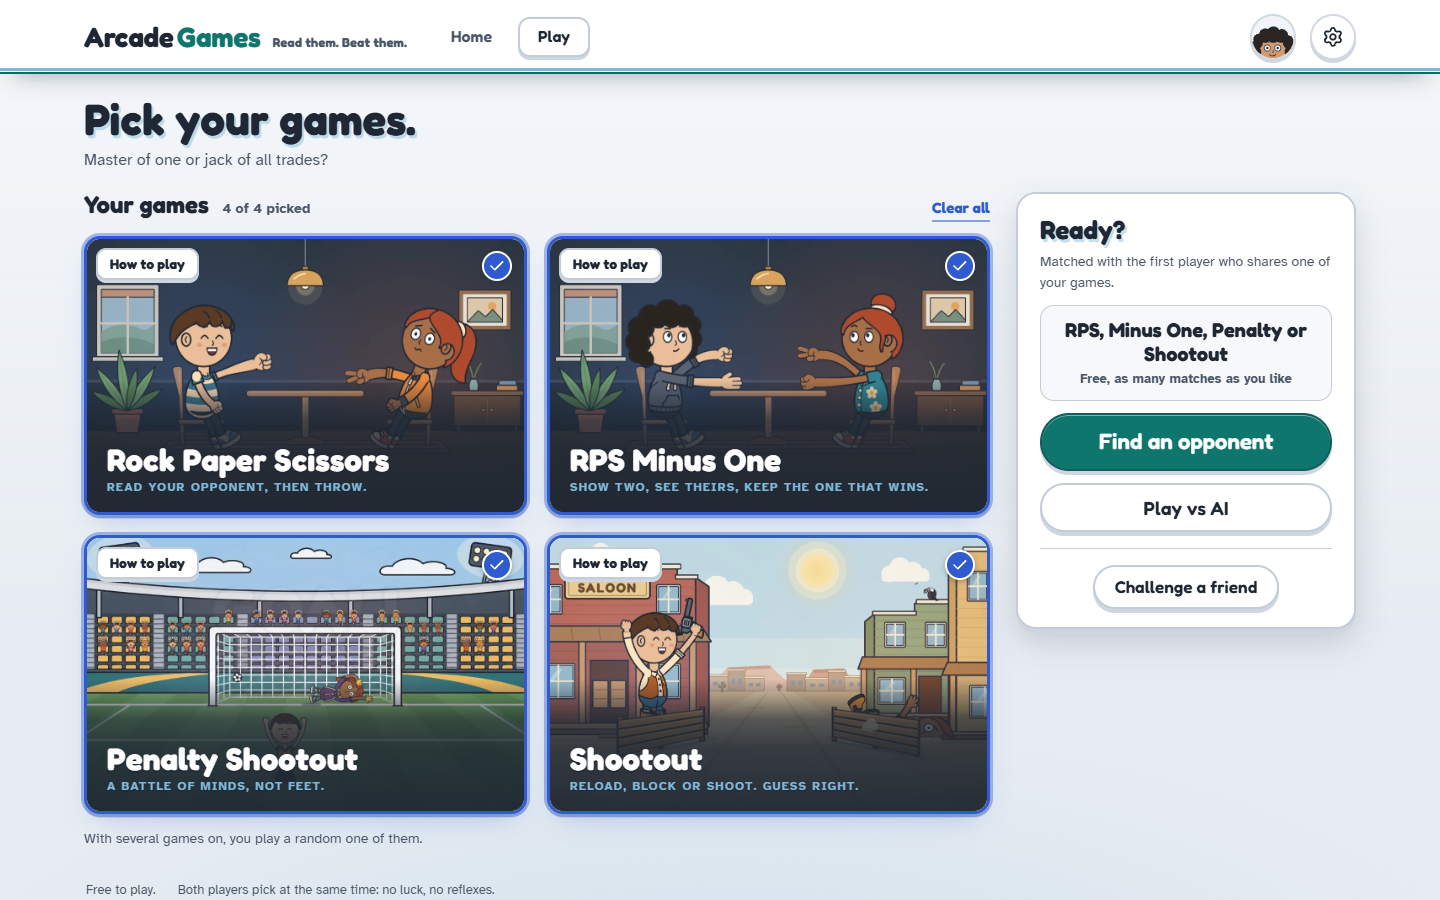 Arcade Games Read them. Beat them. Home Play
Pick your games.
Master of one or jack of all trades?
Your games 4 of 4 picked Clear all
How to play
Rock Paper Scissors
READ YOUR OPPONENT, THEN THROW.
How to play
RPS Minus One
SHOW TWO, SEE THEIRS, KEEP THE ONE THAT WINS.
How to play
Penalty Shootout
A BATTLE OF MINDS, NOT FEET.
How to play
SALOON
Shootout
RELOAD, BLOCK OR SHOOT. GUESS RIGHT.
With several games on, you play a random one of them.
Ready?
Matched with the first player who shares one of
your games.
RPS, Minus One, Penalty or
Shootout
Free, as many matches as you like
Find an opponent
Play vs AI
Challenge a friend
Free to play. Both players pick at the same time: no luck, no reflexes.